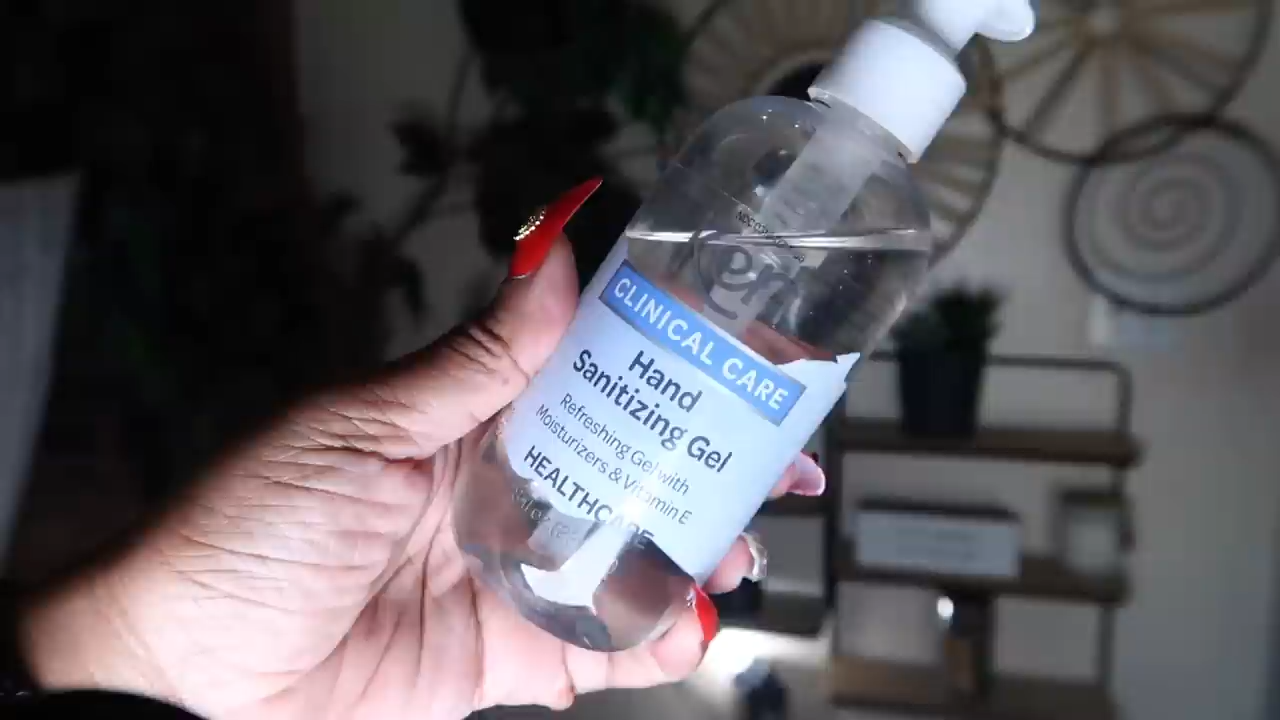 CLINICAL CARE
Hand
Sanitizing Gel
Refreshing Gel with
Moisturizers & Vitamin E
HEALTHCARE